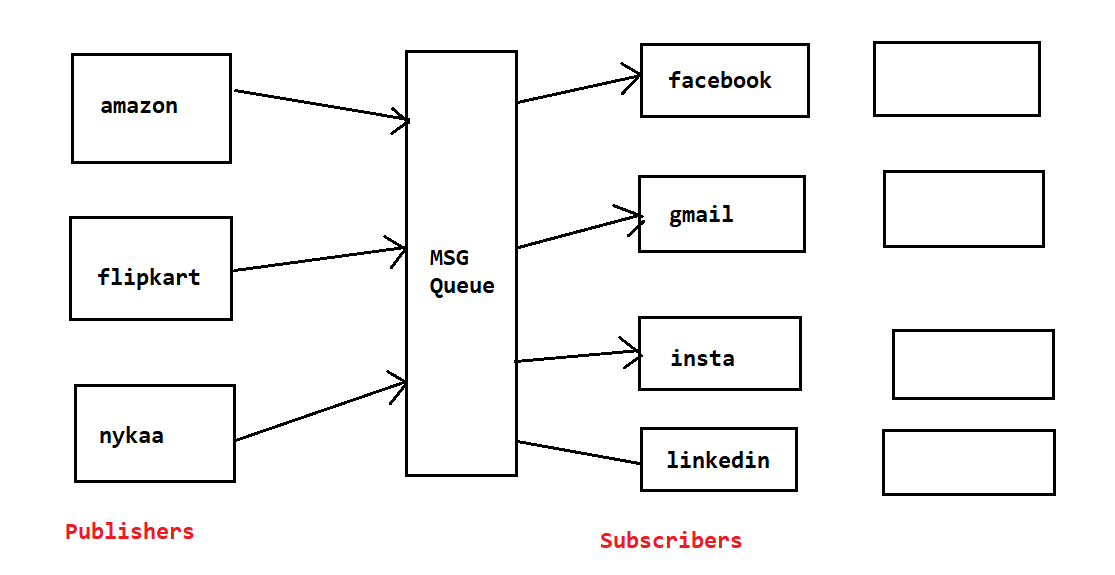 amazon
flipkart
nykaa
Publishers
MSG
Queue
facebook
gmail
insta
linkedin
Subscribers